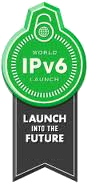 WORLD
IPv6
LAUNCH
LAUNCH
INTO THE
FUTURE